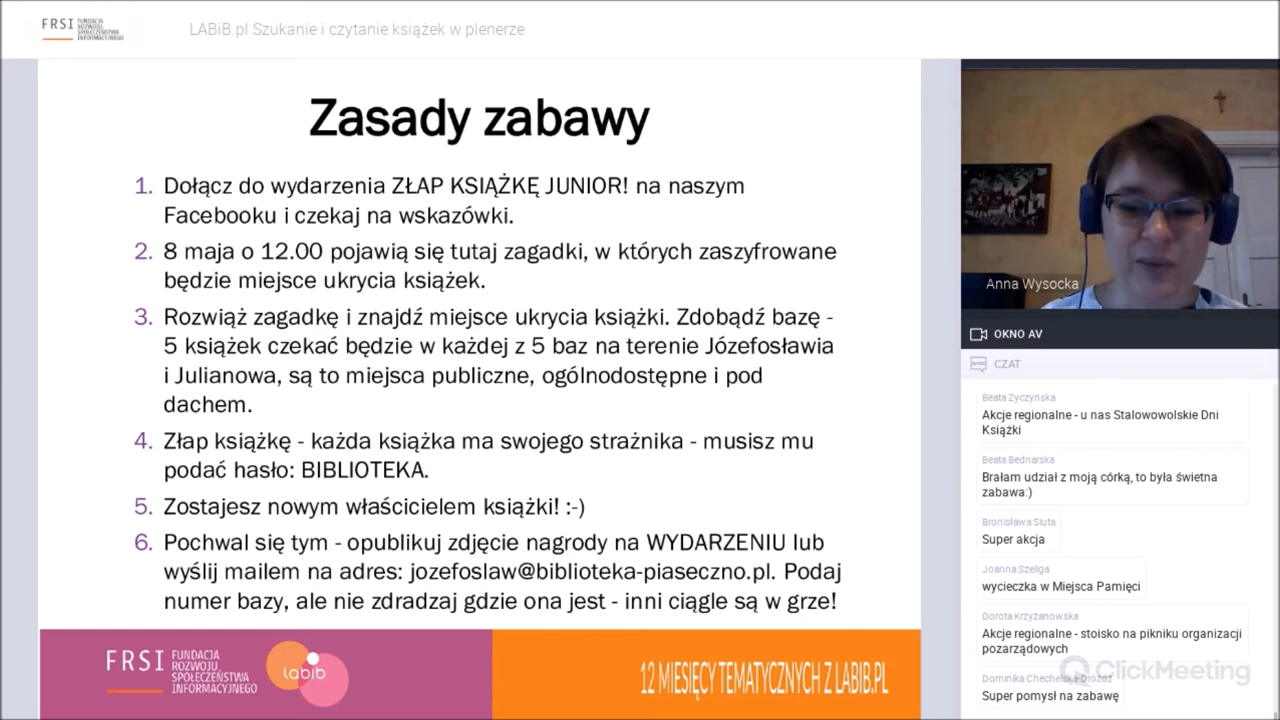 FRSI FUNDACJA
ROZWOJU
SPOŁECZEŃSTWA
INFORMACYJNEGO
LABiB.pl Szukanie i czytanie książek w plenerze
Zasady zabawy
1. Dołącz do wydarzenia ZŁAP KSIĄŻKĘ JUNIOR! na naszym
Facebooku i czekaj na wskazówki.
2. 8 maja o 12.00 pojawią się tutaj zagadki, w których zaszyfrowane
będzie miejsce ukrycia książek.
3. Rozwiąż zagadkę i znajdź miejsce ukrycia książki. Zdobądź bazę -
5 książek czekać będzie w każdej z 5 baz na terenie Józefosławia
i Julianowa, są to miejsca publiczne, ogólnodostępne i pod
dachem.
4. Złap książkę - każda książka ma swojego strażnika - musisz mu
podać hasło: BIBLIOTEKA.
5. Zostajesz nowym właścicielem książki! :-)
6. Pochwal się tym - opublikuj zdjęcie nagrody na WYDARZENIU lub
wyślij mailem na adres: jozefoslaw@biblioteka-piaseczno.pl. Podaj
numer bazy, ale nie zdradzaj gdzie ona jest - inni ciągle są w grze!
FRSI FUNDACJA
ROZWOJU
SPOŁECZEŃSTWA
INFORMACYJNEGO
labib
12 MIESIĘCY TEMATYCZNYCH Z LABIB.PL
Anna Wysocka
OKNO AV
CZAT
Beata Życzyńska
Akcje regionalne - u nas Stalowowolskie Dni
Książki
Beata Bednarska
Brałam udział z moją córką, to była świetna
zabawa:)
Bronisława Siuta
Super akcja
Joanna Szeliga
wycieczka w Miejsca Pamięci
Dorota Krzyżanowska
Akcje regionalne - stoisko na pikniku organizacji
pozarządowych
Dominika Chechelska-Dróżdż
Super pomysł na zabawę
ClickMeeting